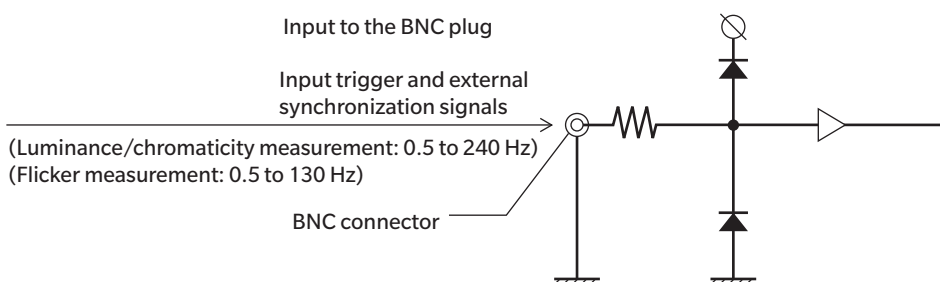 Input to the BNC plug
Input trigger and external
synchronization signals
(Luminance/chromaticity measurement: 0.5 to 240 Hz)
(Flicker measurement: 0.5 to 130 Hz)
BNC connector